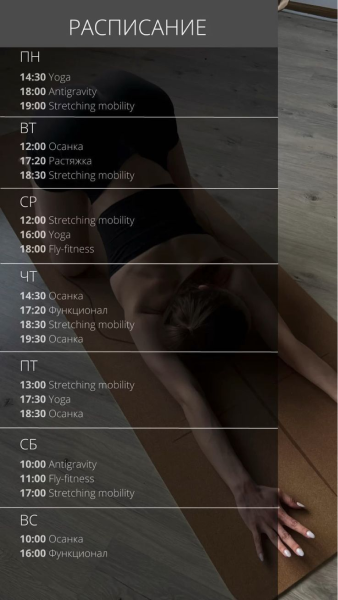 РАСПИСАНИЕ
ПН
14:30 Yoga
18:00 Antigravity
19:00 Stretching mobility
ВТ
12:00 Осанка
17:20 Растяжка
18:30 Stretching mobility
СР
12:00 Stretching mobility
16:00 Yoga
18:00 Fly-fitness
ЧТ
14:30 Осанка
17:20 Функционал
18:30 Stretching mobility
19:30 Осанка
ПТ
13:00 Stretching mobility
17:30 Yoga
18:30 Осанка
СБ
10:00 Antigravity
11:00 Fly-fitness
17:00 Stretching mobility
ВС
10:00 Осанка
16:00 Функционал